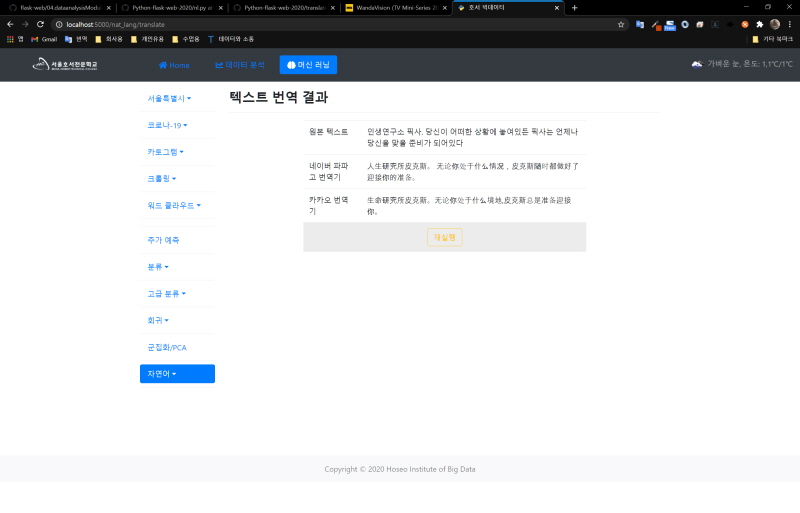 flask-web/04.dataanalysisModu
Python-flask-web-2020/nl.py at
Python-flask-web-2020/translat
WandaVision (TV Mini-Series 20
호서 빅데이터
localhost:5000/nat_lang/translate
앱
Gmail
번역
회사용
개인유용
수업용
데이터와 소통
기타 북마크
서울호서전문학교
Home
데이터 분석
머신 러닝
가벼운 눈, 온도: 1,1°C/1°C
서울특별시
코로나-19
카토그램
크롤링
워드 클라우드
주가 예측
분류
고급 분류
회귀
군집화/PCA
자연어
텍스트 번역 결과
원본 텍스트
인생연구소 픽사. 당신이 어떠한 상황에 놓여있든 픽사는 언제나
당신을 맞을 준비가 되어있다
네이버 파파
고 번역기
人生研究所皮克斯。 无论你处于什么情况，皮克斯随时都做好了
迎接你的准备。
카카오 번역
기
生命研究所皮克斯。无论你处于什么境地,皮克斯总是准备迎接
你。
재실행
Copyright © 2020 Hoseo Institute of Big Data